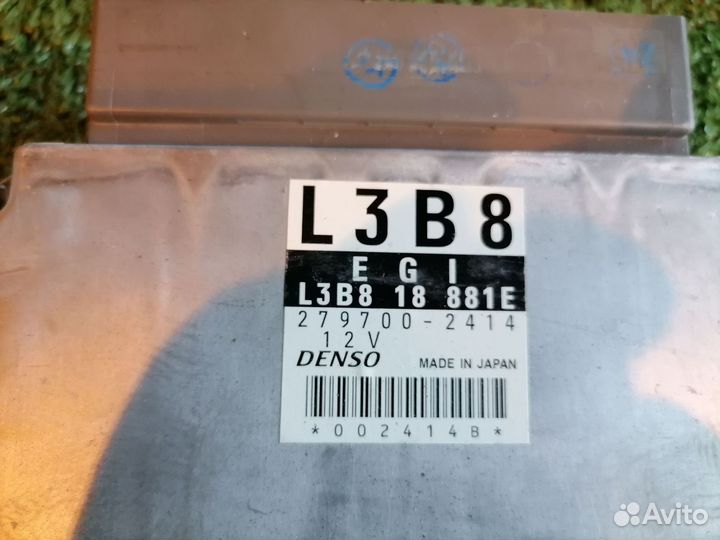 L3B8
EGI
L3B8 18 881E
279700-2414
12V
DENSO MADE IN JAPAN
*002414B*
Avito